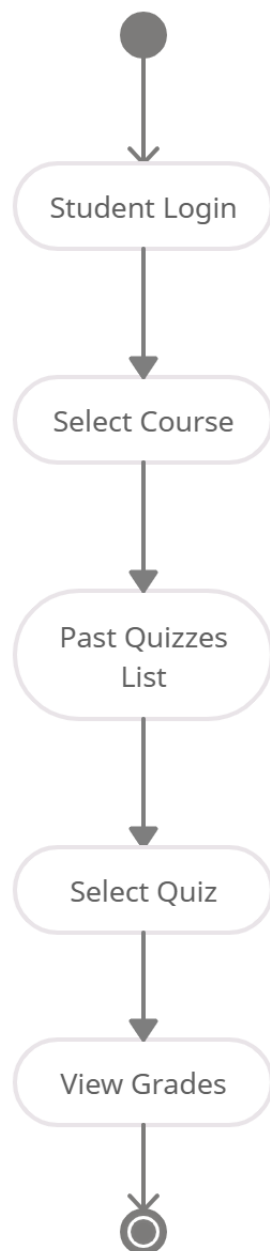 Student Login
Select Course
Past Quizzes
List
Select Quiz
View Grades